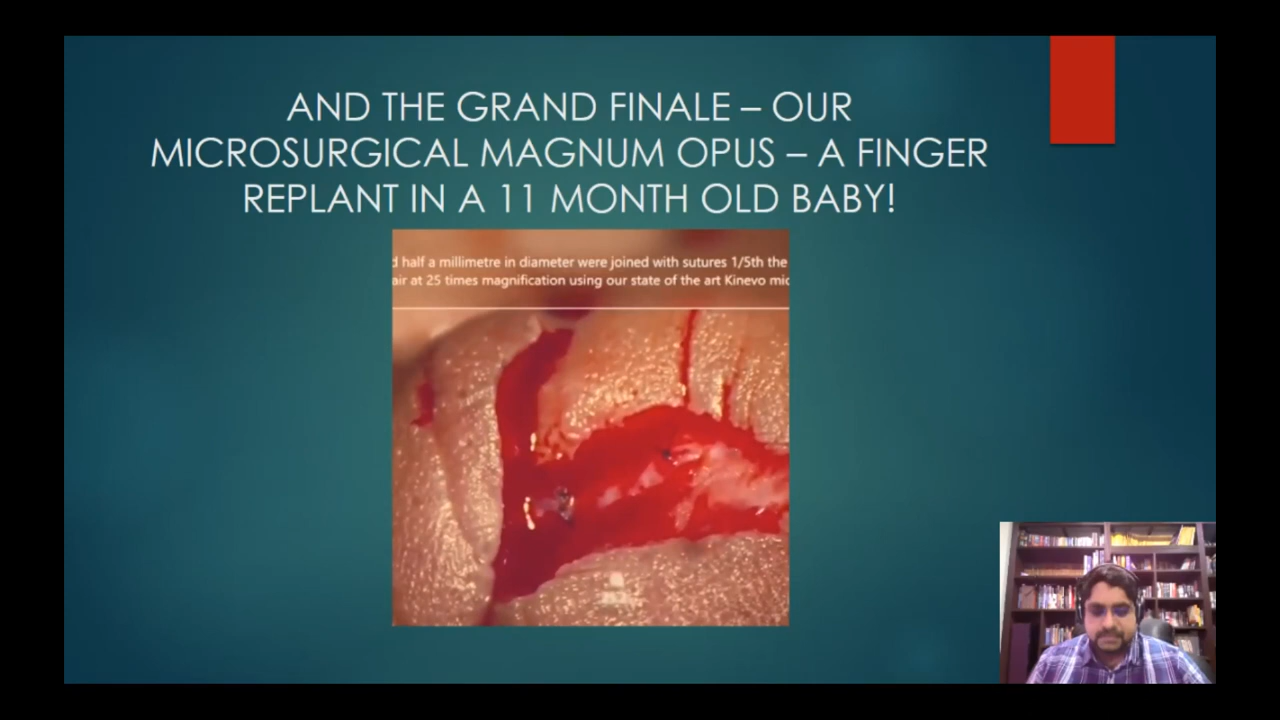 AND THE GRAND FINALE – OUR
MICROSURGICAL MAGNUM OPUS – A FINGER
REPLANT IN A 11 MONTH OLD BABY!
d half a millimetre in diameter were joined with sutures 1/5th the
air at 25 times magnification using our state of the art Kinevo mic